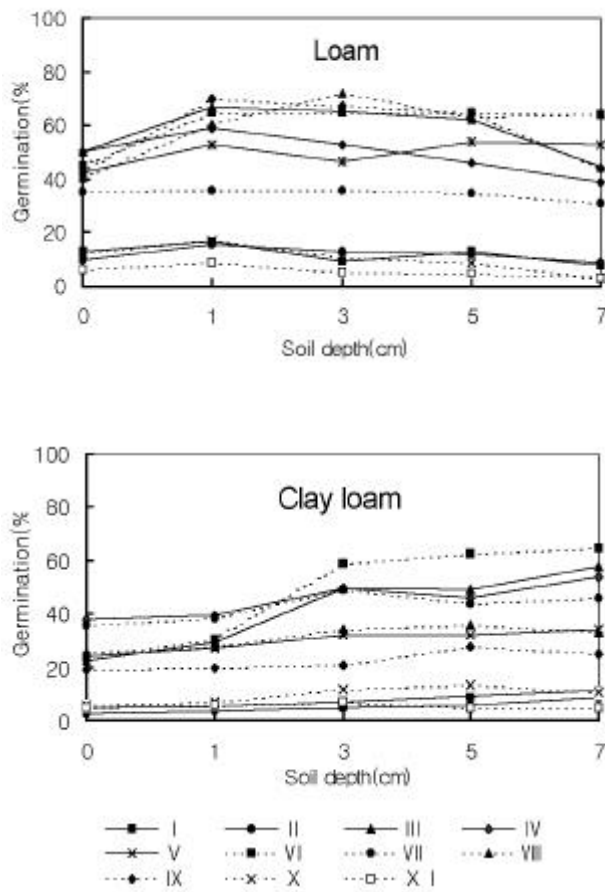 Loam
Germination(%
100
80
60
40
20
0
0 1 3 5 7
Soil depth(cm)
Clay loam
Germination(%
100
80
60
40
20
0
0 1 3 5 7
Soil depth(cm)
I II III IV
V VI VII VIII
IX X X I